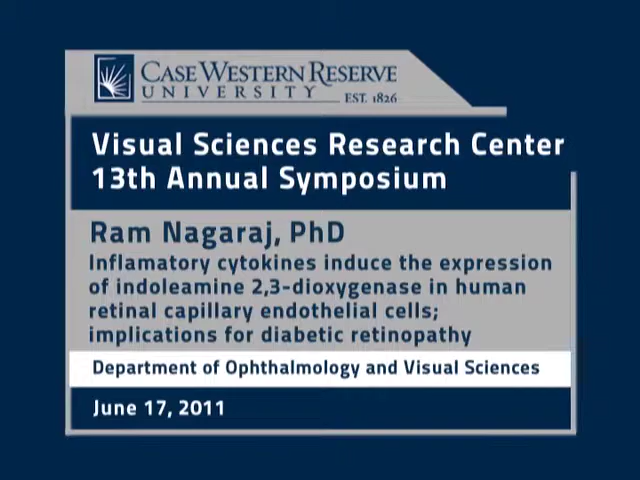 CASE WESTERN RESERVE
UNIVERSITY EST. 1826
Visual Sciences Research Center
13th Annual Symposium
Ram Nagaraj, PhD
Inflamatory cytokines induce the expression
of indoleamine 2,3-dioxygenase in human
retinal capillary endothelial cells;
implications for diabetic retinopathy
Department of Ophthalmology and Visual Sciences
June 17, 2011